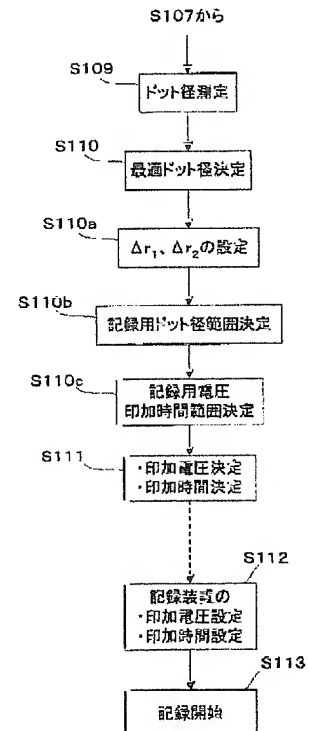 S107から
S109
ドット径測定
S110
最適ドット径決定
S110a
Δr₁、Δr₂の設定
S110b
記録用ドット径範囲決定
S110c
記録用電圧
印加時間範囲決定
S111
・印加電圧決定
・印加時間決定
S112
記録装置の
・印加電圧設定
・印加時間設定
S113
記録開始